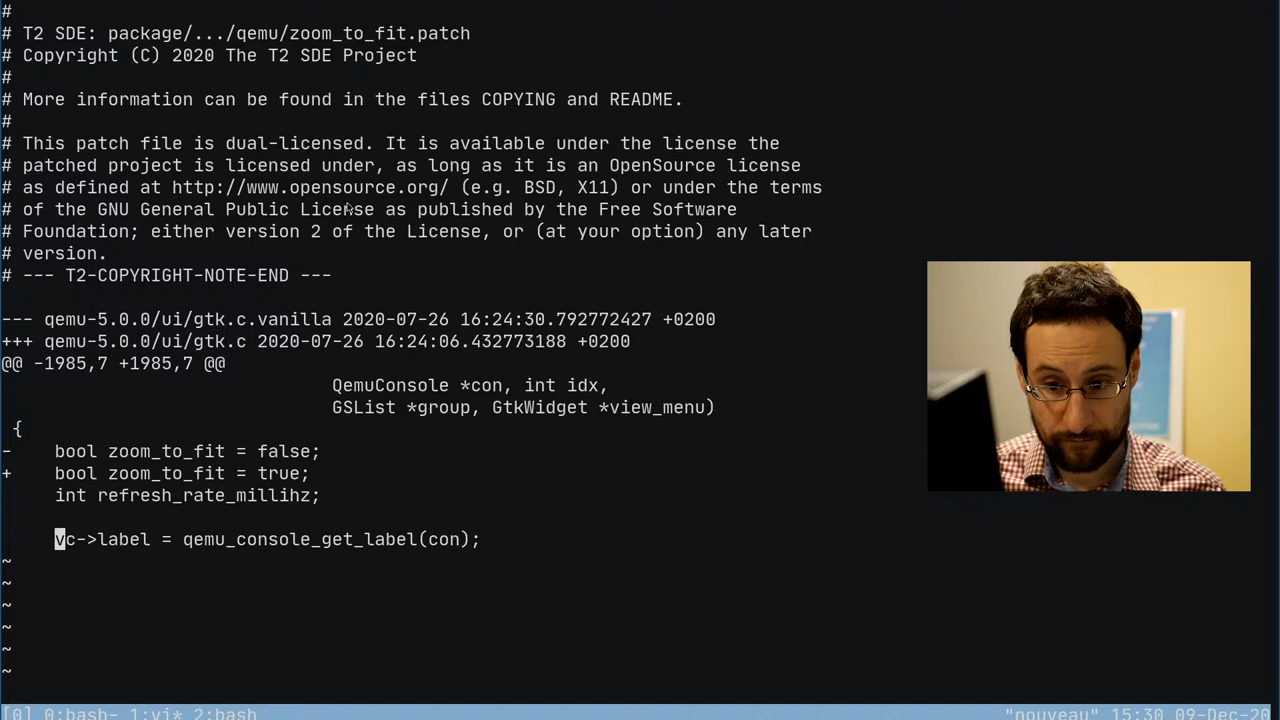 #
# T2 SDE: package/.../qemu/zoom_to_fit.patch
# Copyright (C) 2020 The T2 SDE Project
#
# More information can be found in the files COPYING and README.
#
# This patch file is dual-licensed. It is available under the license the
# patched project is licensed under, as long as it is an OpenSource license
# as defined at http://www.opensource.org/ (e.g. BSD, X11) or under the terms
# of the GNU General Public License as published by the Free Software
# Foundation; either version 2 of the License, or (at your option) any later
# version.
# --- T2-COPYRIGHT-NOTE-END ---
--- qemu-5.0.0/ui/gtk.c.vanilla 2020-07-26 16:24:30.792772427 +0200
+++ qemu-5.0.0/ui/gtk.c 2020-07-26 16:24:06.432773188 +0200
@@ -1985,7 +1985,7 @@
QemuConsole *con, int idx,
GSList *group, GtkWidget *view_menu)
{
- bool zoom_to_fit = false;
+ bool zoom_to_fit = true;
int refresh_rate_millihz;
vc->label = qemu_console_get_label(con);
~
~
~
~
~
~
[0] 0:bash- 1:vi* 2:bash "nouveau" 15:30 09-Dec-20